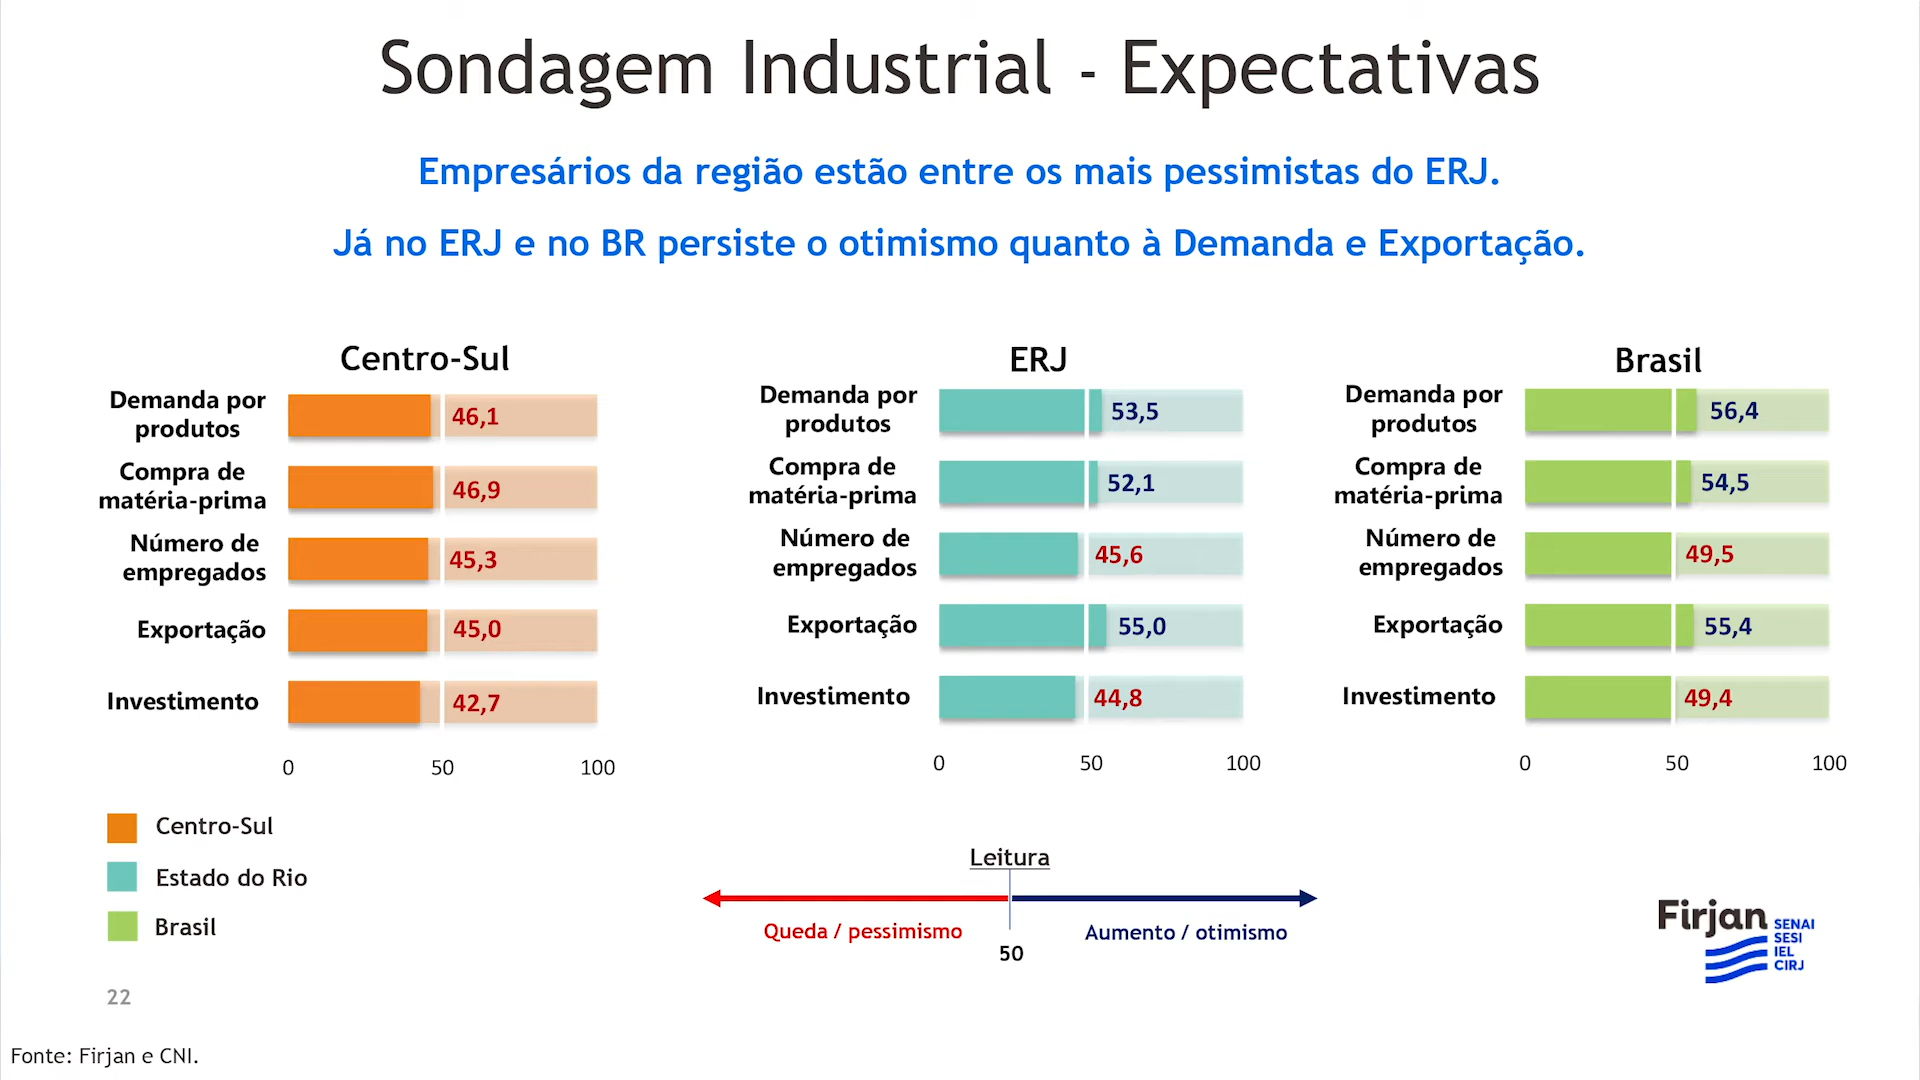 Sondagem Industrial - Expectativas
Empresários da região estão entre os mais pessimistas do ERJ.
Já no ERJ e no BR persiste o otimismo quanto à Demanda e Exportação.
Centro-Sul
Demanda por
produtos
46,1
Compra de
matéria-prima
46,9
Número de
empregados
45,3
Exportação
45,0
Investimento
42,7
0 50 100
ERJ
Demanda por
produtos
53,5
Compra de
matéria-prima
52,1
Número de
empregados
45,6
Exportação
55,0
Investimento
44,8
0 50 100
Brasil
Demanda por
produtos
56,4
Compra de
matéria-prima
54,5
Número de
empregados
49,5
Exportação
55,4
Investimento
49,4
0 50 100
Centro-Sul
Estado do Rio
Brasil
Leitura
Queda / pessimismo
Aumento / otimismo
50
Firjan
SENAI
SESI
IEL
CIRJ
22
Fonte: Firjan e CNI.